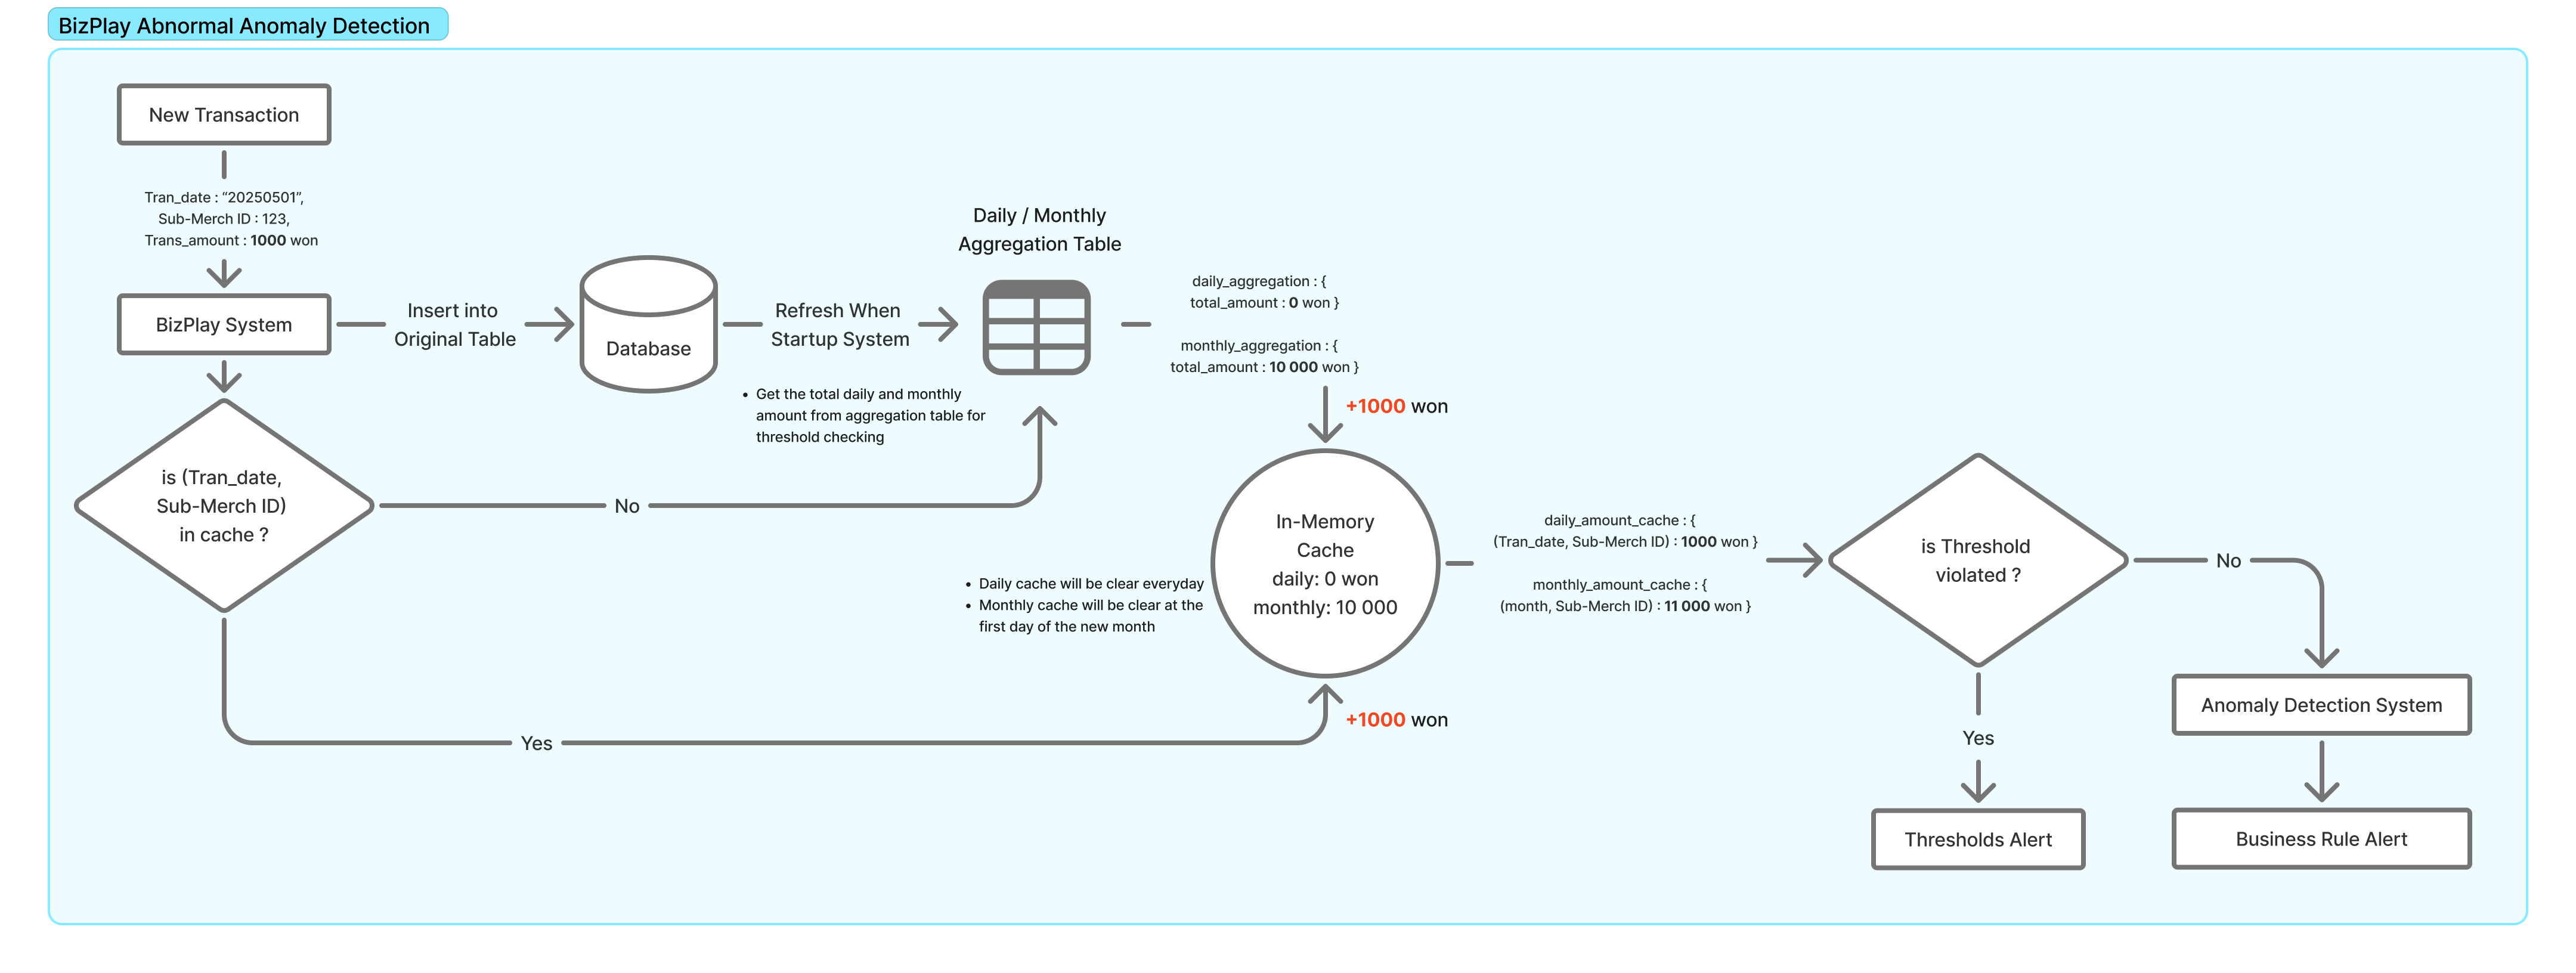 BizPlay Abnormal Anomaly Detection
New Transaction
Tran_date : “20250501”,
Sub-Merch ID : 123,
Trans_amount : 1000 won
BizPlay System
Insert into
Original Table
Database
Refresh When
Startup System
• Get the total daily and monthly
amount from aggregation table for
threshold checking
Daily / Monthly
Aggregation Table
daily_aggregation : {
total_amount : 0 won }
monthly_aggregation : {
total_amount : 10 000 won }
+1000 won
is (Tran_date,
Sub-Merch ID)
in cache ?
No
Yes
• Daily cache will be clear everyday
• Monthly cache will be clear at the
first day of the new month
In-Memory
Cache
daily: 0 won
monthly: 10 000
+1000 won
daily_amount_cache : {
(Tran_date, Sub-Merch ID) : 1000 won }
monthly_amount_cache : {
(month, Sub-Merch ID) : 11 000 won }
is Threshold
violated ?
No
Yes
Anomaly Detection System
Thresholds Alert
Business Rule Alert